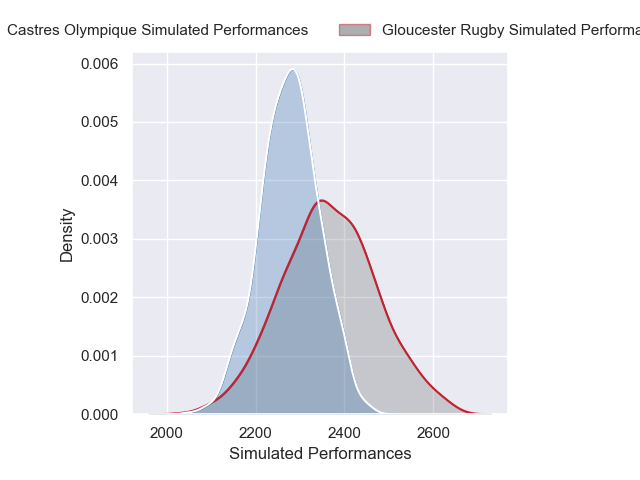 Castres Olympique Simulated Performances
Gloucester Rugby Simulated Performa
0.006
0.005
0.004
0.003
0.002
0.001
0.000
Density
2000 2200 2400 2600
Simulated Performances